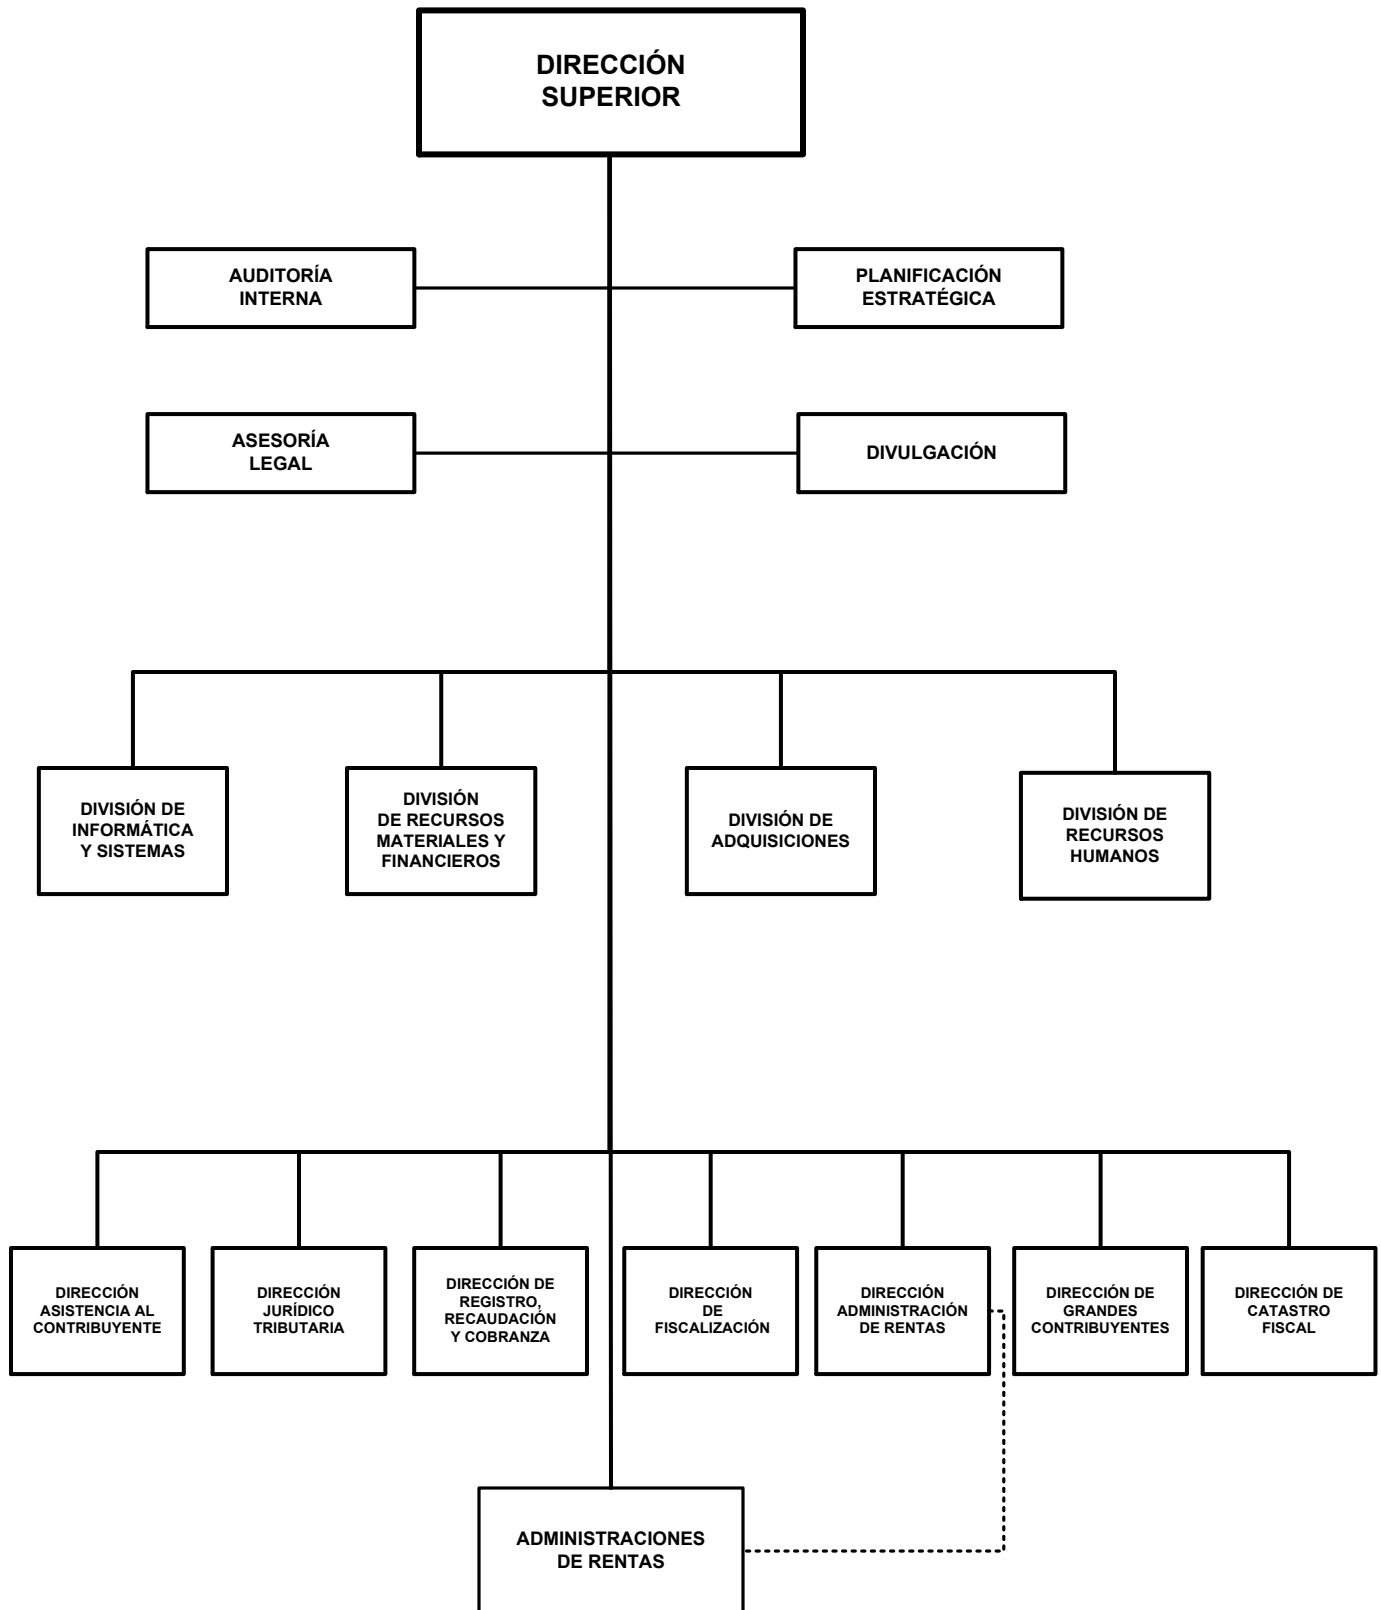 DIRECCIÓN
SUPERIOR
AUDITORÍA
INTERNA
PLANIFICACIÓN
ESTRATÉGICA
ASESORÍA
LEGAL
DIVULGACIÓN
DIVISIÓN DE
INFORMÁTICA
Y SISTEMAS
DIVISIÓN
DE RECURSOS
MATERIALES Y
FINANCIEROS
DIVISIÓN DE
ADQUISICIONES
DIVISIÓN DE
RECURSOS
HUMANOS
DIRECCIÓN
ASISTENCIA AL
CONTRIBUYENTE
DIRECCIÓN
JURÍDICO
TRIBUTARIA
DIRECCIÓN DE
REGISTRO,
RECAUDACIÓN
Y COBRANZA
DIRECCIÓN
DE
FISCALIZACIÓN
DIRECCIÓN
ADMINISTRACIÓN
DE RENTAS
DIRECCIÓN DE
GRANDES
CONTRIBUYENTES
DIRECCIÓN DE
CATASTRO
FISCAL
ADMINISTRACIONES
DE RENTAS